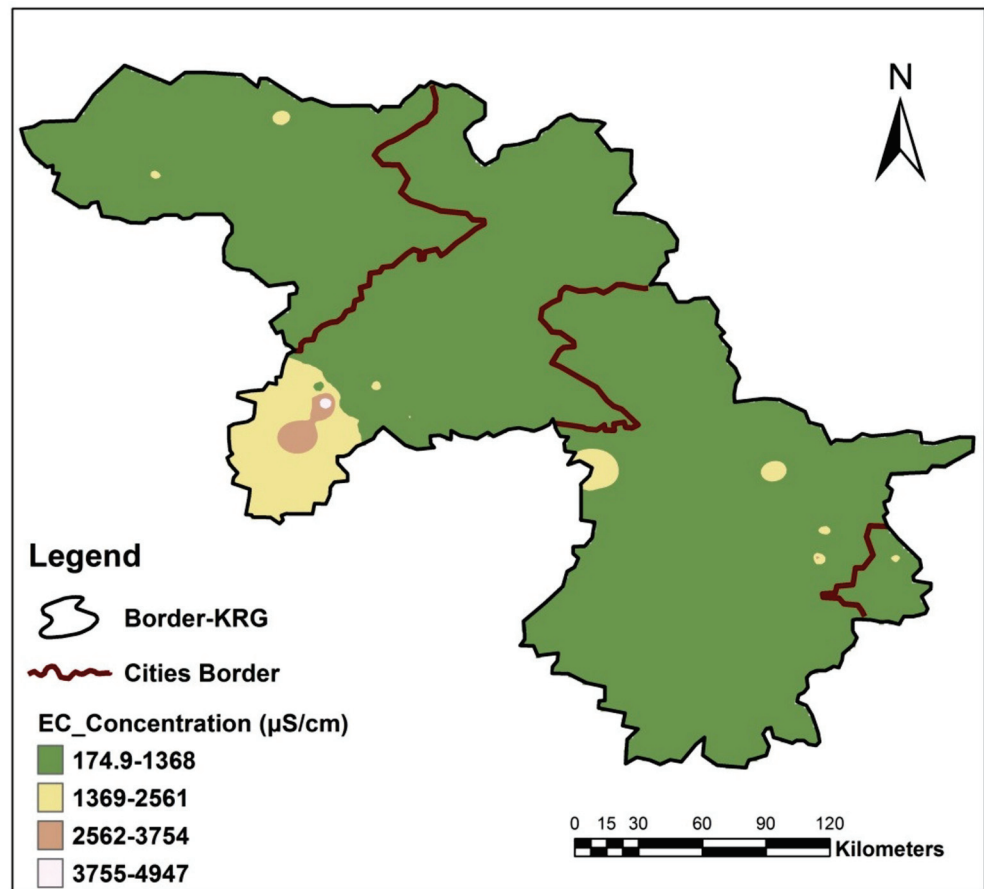 N
Legend
Border-KRG
Cities Border
EC_Concentration (µS/cm)
174.9-1368
1369-2561
2562-3754
3755-4947
0 15 30 60 90 120
Kilometers